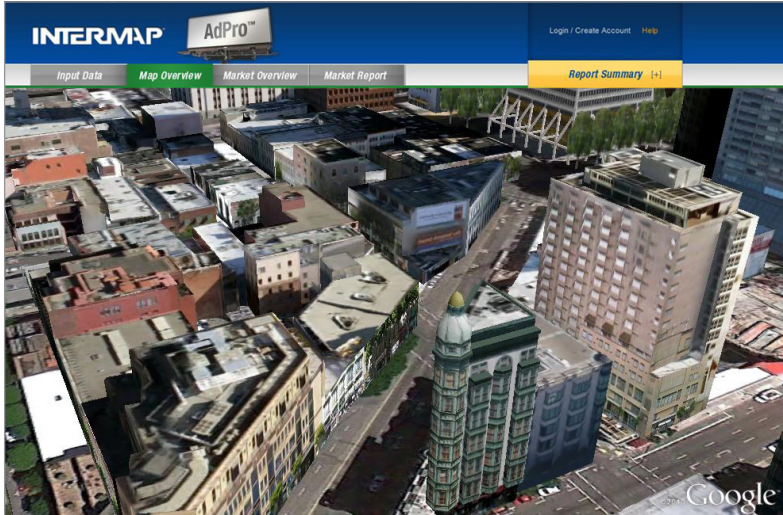 INTERMAP
AdPro™
Login / Create Account Help
Input Data Map Overview Market Overview Market Report
Report Summary [+]
Google